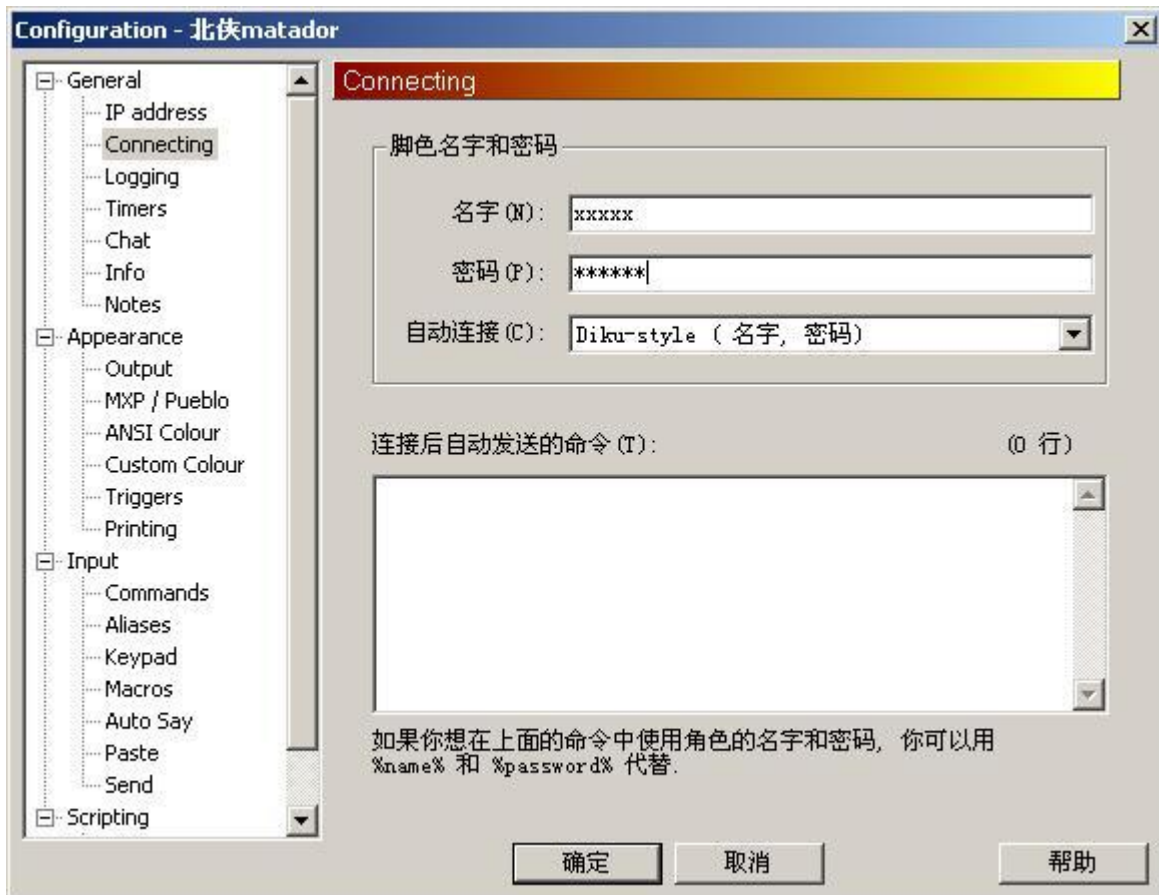 Configuration - 北侠matador
General
IP address
Connecting
Logging
Timers
Chat
Info
Notes
Appearance
Output
MXP / Pueblo
ANSI Colour
Custom Colour
Triggers
Printing
Input
Commands
Aliases
Keypad
Macros
Auto Say
Paste
Send
Scripting
Connecting
脚色名字和密码
名字(N): xxxxx
密码(P): ******
自动连接(C): Diku-style ( 名字, 密码)
连接后自动发送的命令(T): (0 行)
如果你想在上面的命令中使用角色的名字和密码, 你可以用
%name% 和 %password% 代替.
确定 取消 帮助